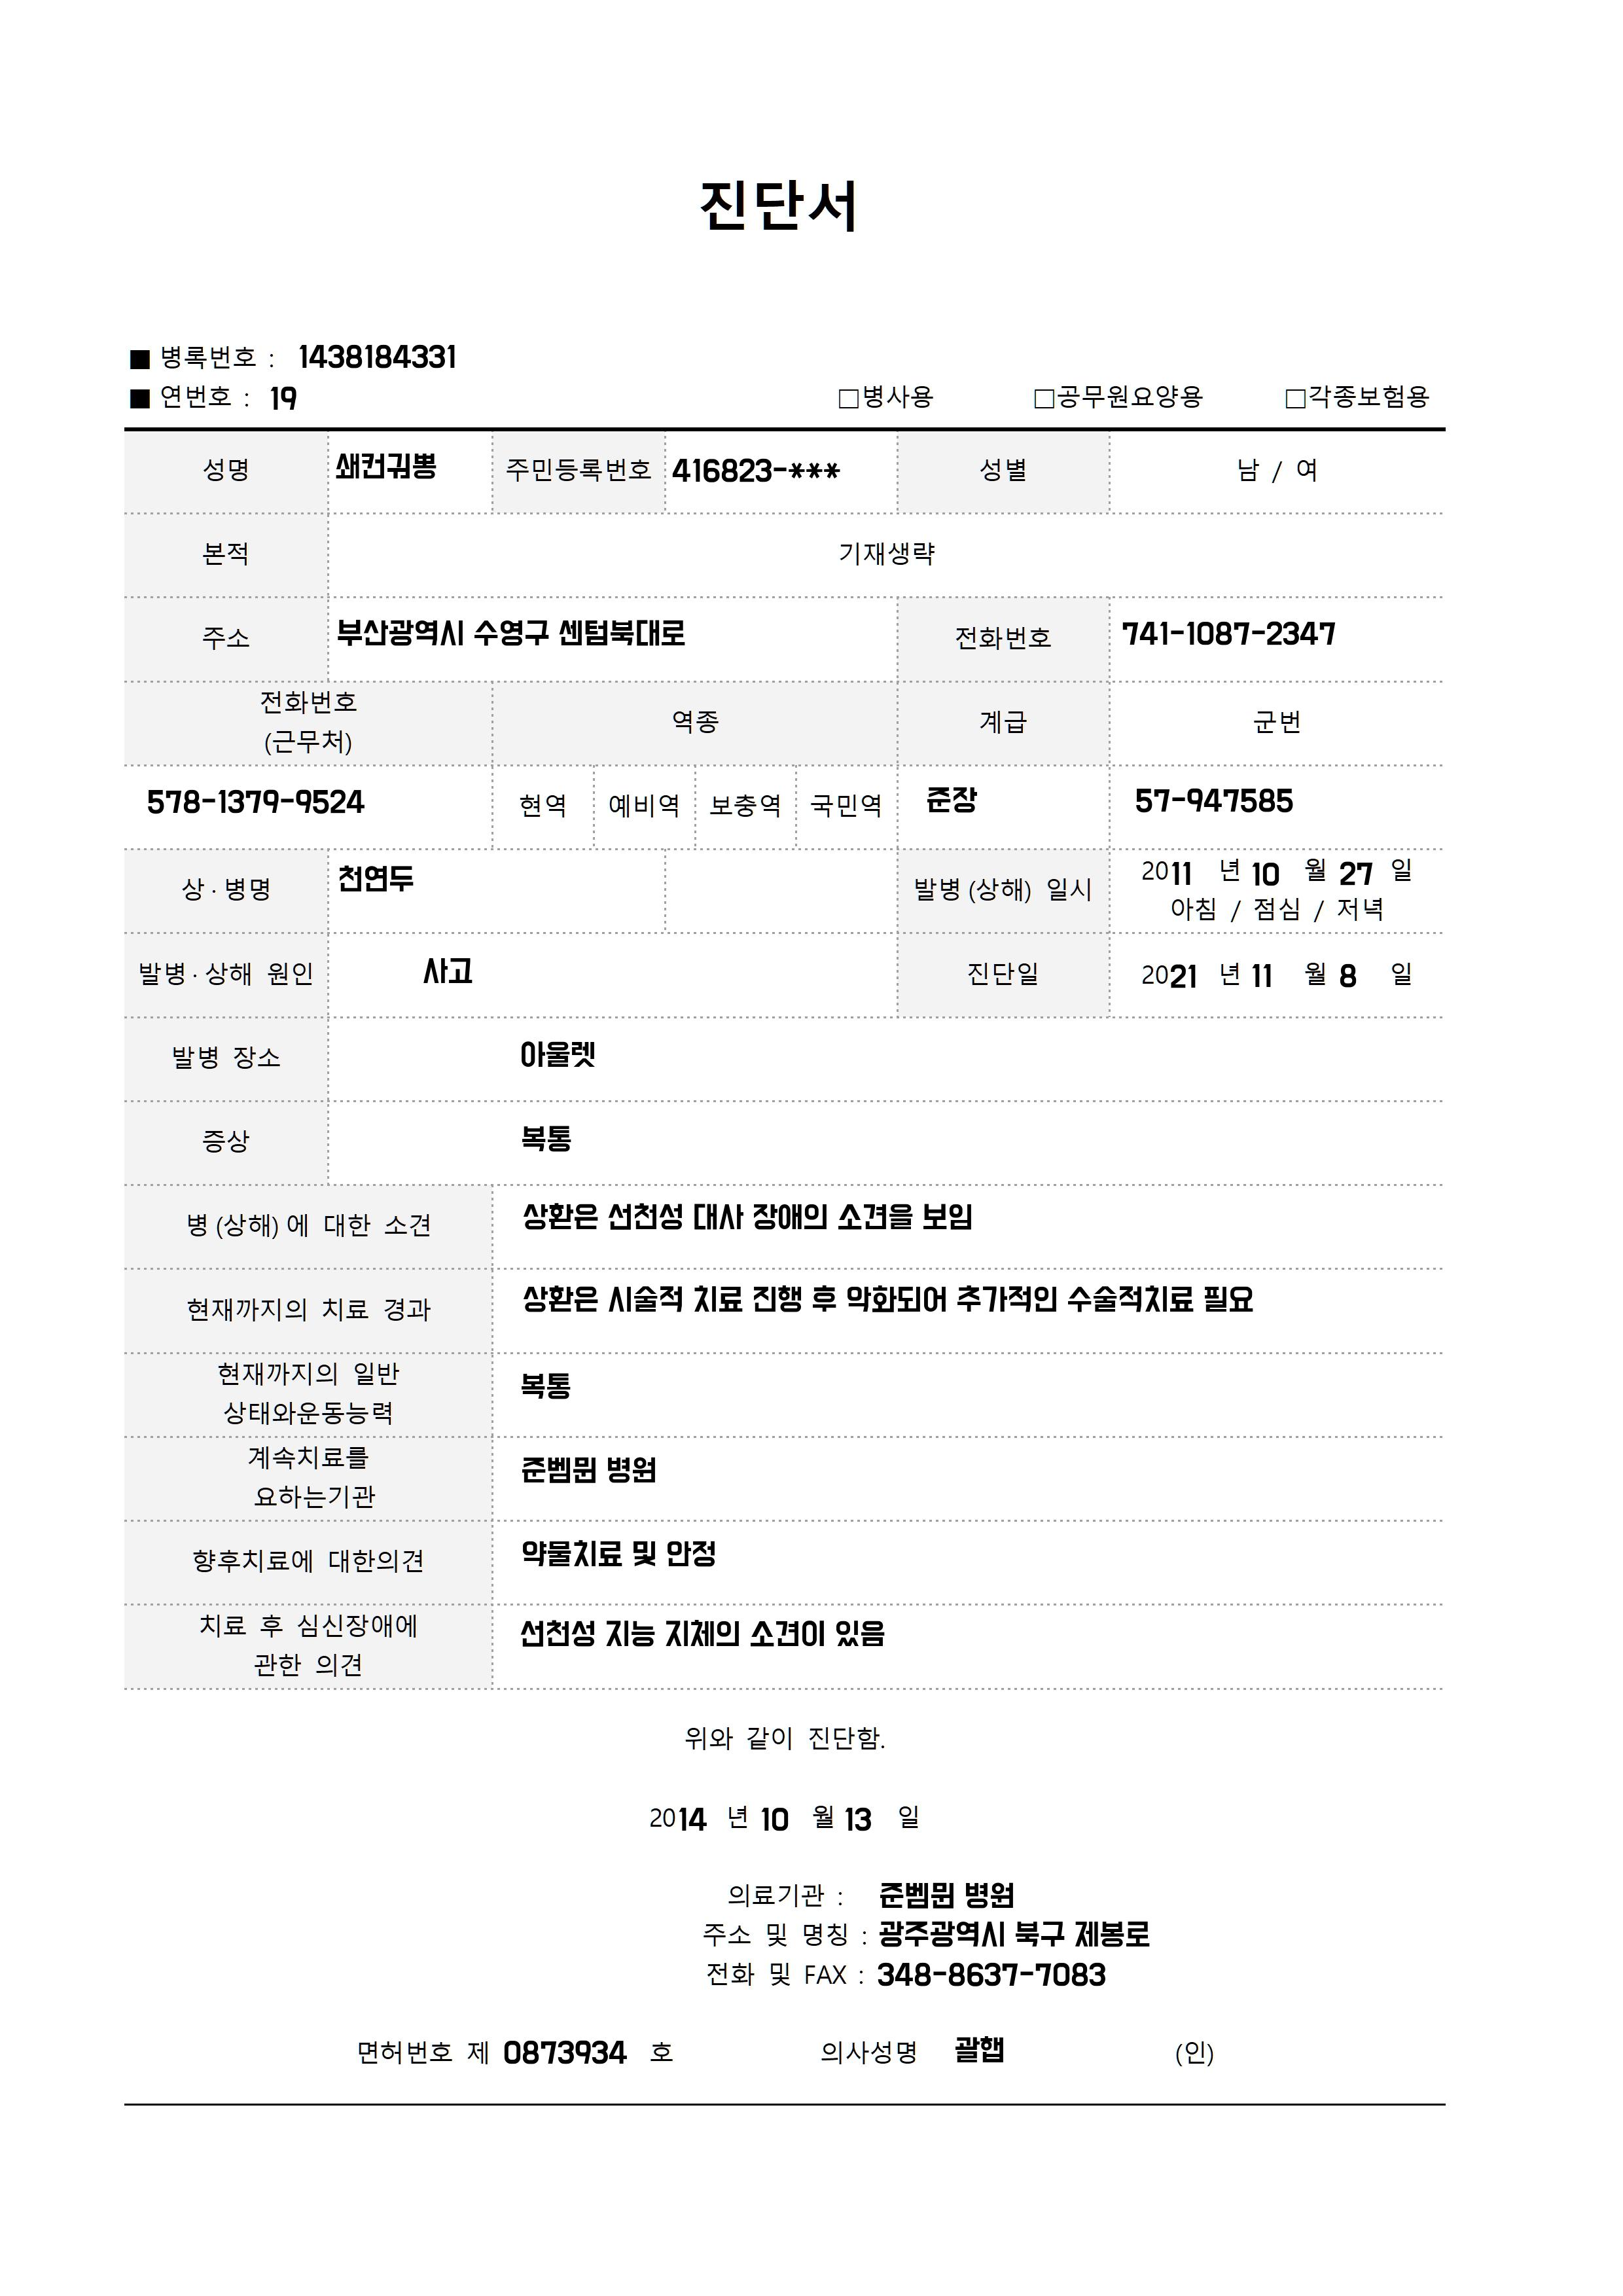 진단서
■ 병록번호 : 1438184331
■ 연번호 : 19 □병사용 □공무원요양용 □각종보험용
성명 쇄컨궈뽕 주민등록번호 416823-*** 성별 남 / 여
본적 기재생략
주소 부산광역시 수영구 센텀북대로 전화번호 741-1087-2347
전화번호
(근무처) 역종 계급 군번
578-1379-9524 현역 예비역 보충역 국민역 준장 57-947585
상·병명 천연두 발병(상해) 일시 2011 년 10 월 27 일
아침 / 점심 / 저녁
발병·상해 원인 사고 진단일 2021 년 11 월 8 일
발병 장소 아울렛
증상 복통
병(상해)에 대한 소견 상환은 선천성 대사 장애의 소견을 보임
현재까지의 치료 경과 상환은 시술적 치료 진행 후 악화되어 추가적인 수술적치료 필요
현재까지의 일반
상태와운동능력 복통
계속치료를
요하는기관 준벰뮌 병원
향후치료에 대한의견 약물치료 및 안정
치료 후 심신장애에
관한 의견 선천성 지능 지체의 소견이 있음
위와 같이 진단함.
2014 년 10 월 13 일
의료기관 : 준벰뮌 병원
주소 및 명칭 : 광주광역시 북구 제봉로
전화 및 FAX : 348-8637-7083
면허번호 제 0873934 호 의사성명 괄햅 (인)